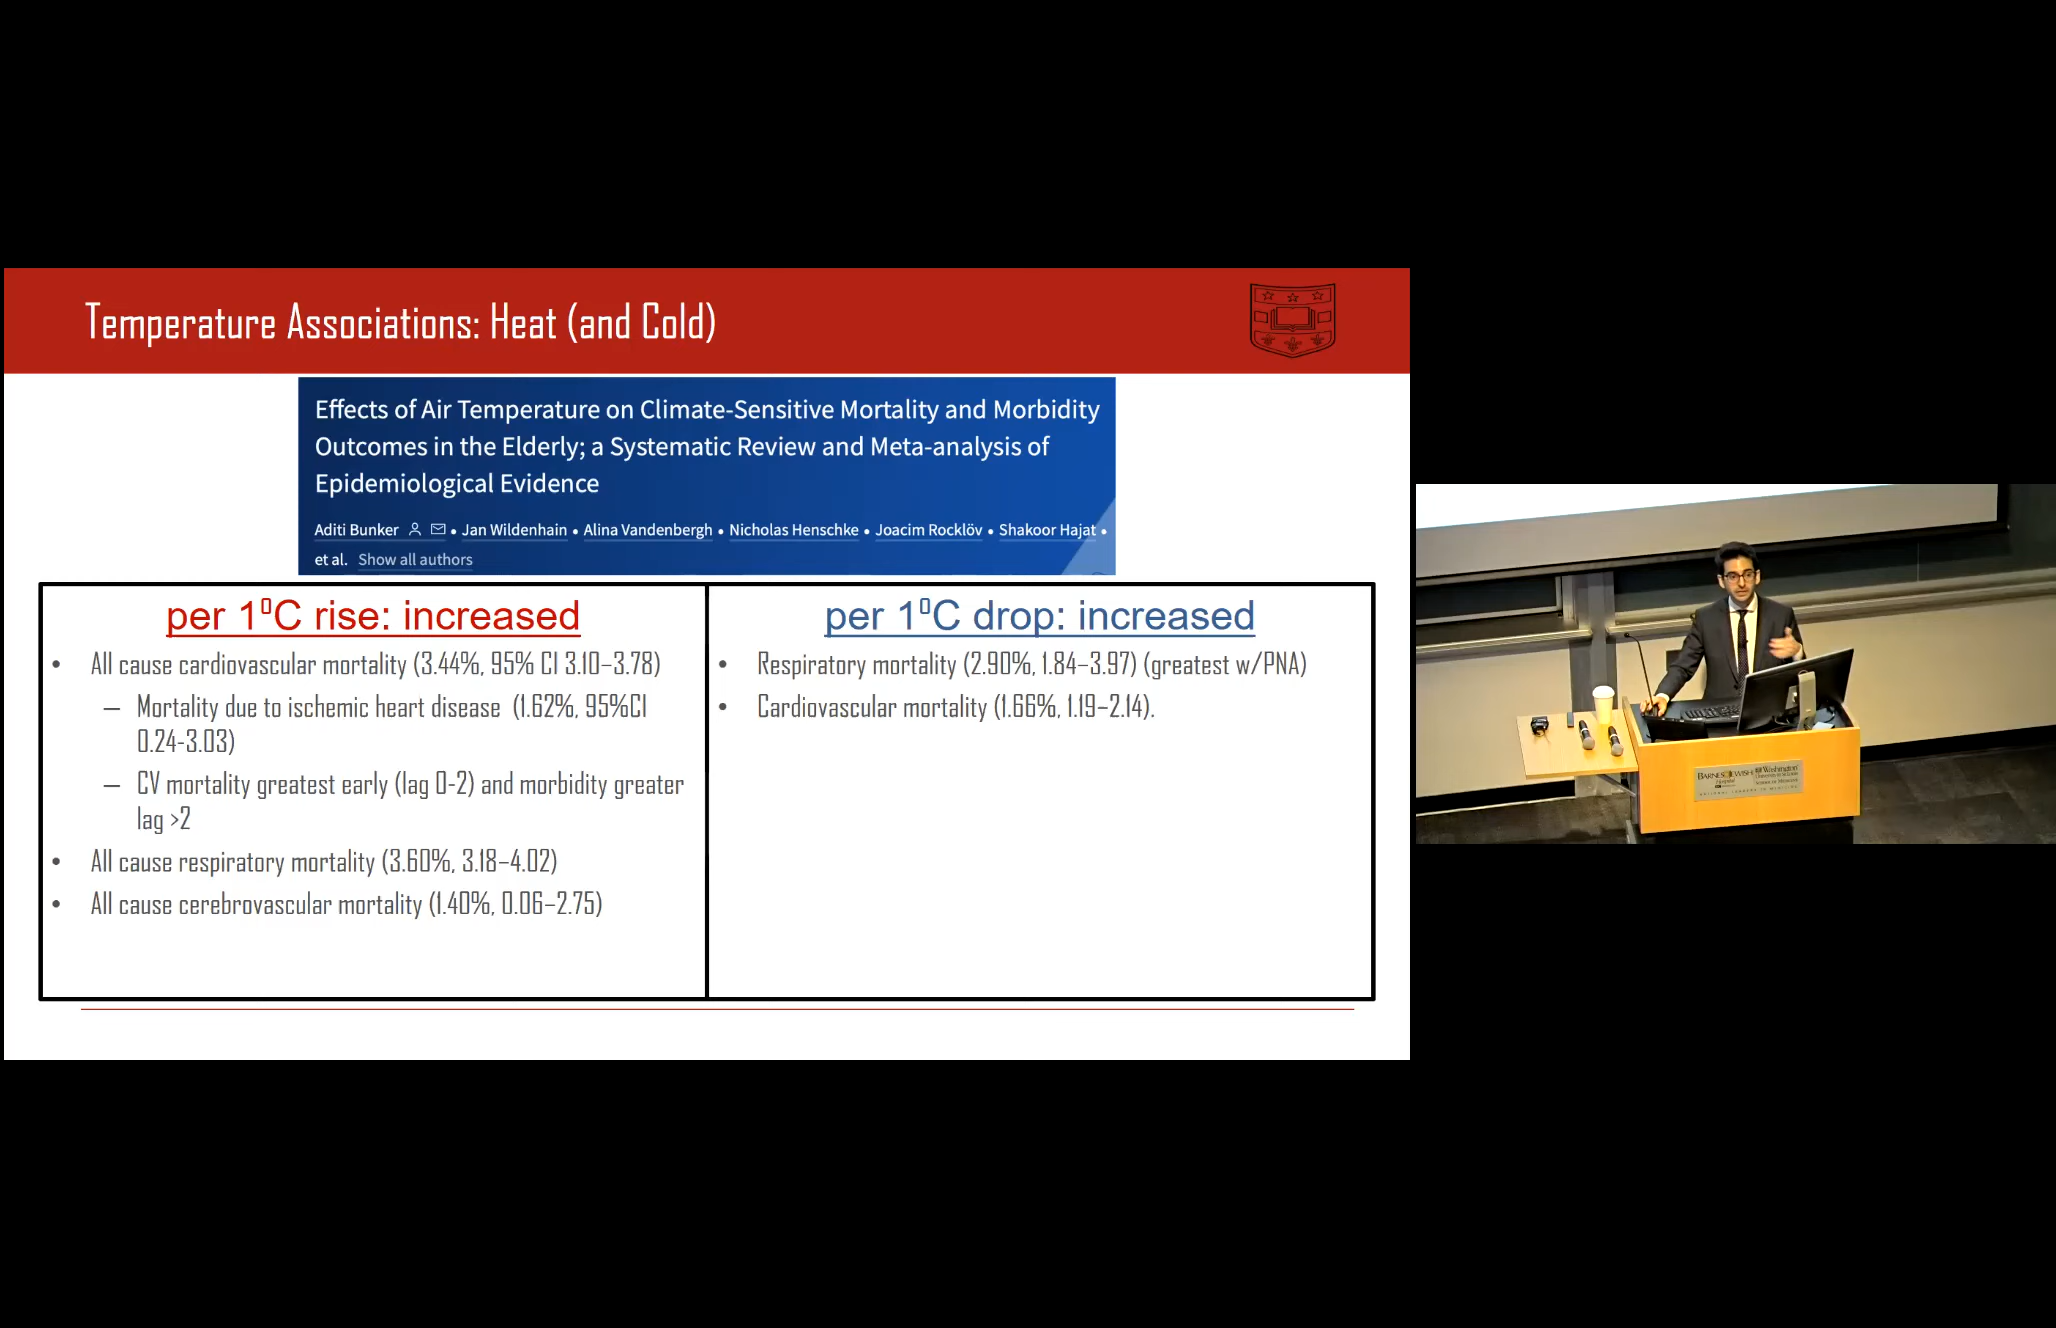 Temperature Associations: Heat (and Cold)
Effects of Air Temperature on Climate-Sensitive Mortality and Morbidity
Outcomes in the Elderly; a Systematic Review and Meta-analysis of
Epidemiological Evidence
Aditi Bunker • Jan Wildenhain • Alina Vandenbergh • Nicholas Henschke • Joacim Rocklöv • Shakoor Hajat •
et al. Show all authors
per 1⁰C rise: increased
• All cause cardiovascular mortality (3.44%, 95% CI 3.10–3.78)
– Mortality due to ischemic heart disease (1.62%, 95%CI
0.24-3.03)
– CV mortality greatest early (lag 0-2) and morbidity greater
lag >2
• All cause respiratory mortality (3.60%, 3.18–4.02)
• All cause cerebrovascular mortality (1.40%, 0.06–2.75)
per 1⁰C drop: increased
• Respiratory mortality (2.90%, 1.84–3.97) (greatest w/PNA)
• Cardiovascular mortality (1.66%, 1.19–2.14).
BARNES JEWISH
Washington